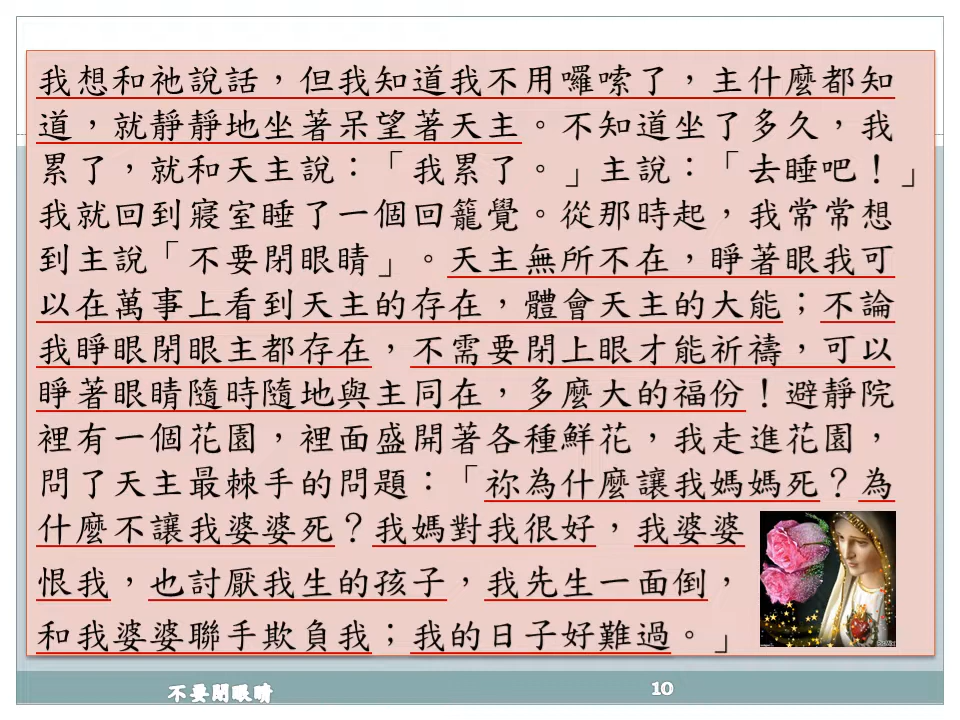 我想和祂說話，但我知道我不用囉嗦了，主什麼都知
道，就靜靜地坐著呆望著天主。不知道坐了多久，我
累了，就和天主說：「我累了。」主說：「去睡吧！」
我就回到寢室睡了一個回籠覺。從那時起，我常常想
到主說「不要閉眼睛」。天主無所不在，睜著眼我可
以在萬事上看到天主的存在，體會天主的大能；不論
我睜眼閉眼主都存在，不需要閉上眼才能祈禱，可以
睜著眼睛隨時隨地與主同在，多麼大的福份！避靜院
裡有一個花園，裡面盛開著各種鮮花，我走進花園，
問了天主最棘手的問題：「祢為什麼讓我媽媽死？為
什麼不讓我婆婆死？我媽對我很好，我婆婆
恨我，也討厭我生的孩子，我先生一面倒，
和我婆婆聯手欺負我；我的日子好難過。」
不要閉眼睛
10